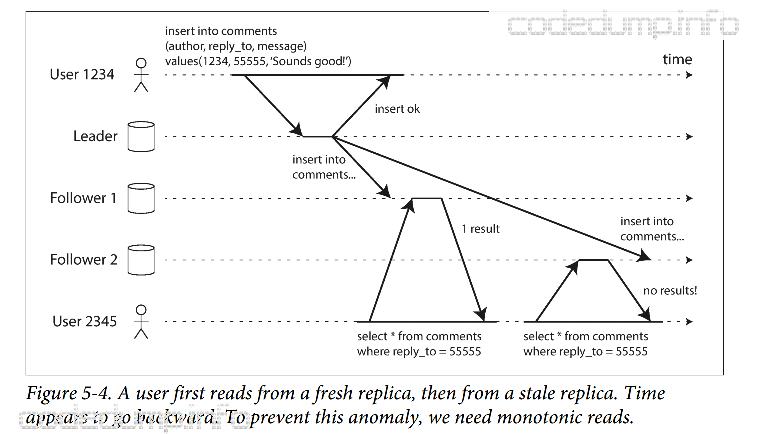 codedump.info
insert into comments
(author, reply_to, message)
values(1234, 55555, 'Sounds good!')
User 1234
time
insert ok
Leader
insert into
comments...
Follower 1
1 result
insert into
comments...
Follower 2
no results!
User 2345
select * from comments
where reply_to = 55555
select * from comments
where reply_to = 55555
Figure 5-4. A user first reads from a fresh replica, then from a stale replica. Time
appears to go backward. To prevent this anomaly, we need monotonic reads.
codedump.info